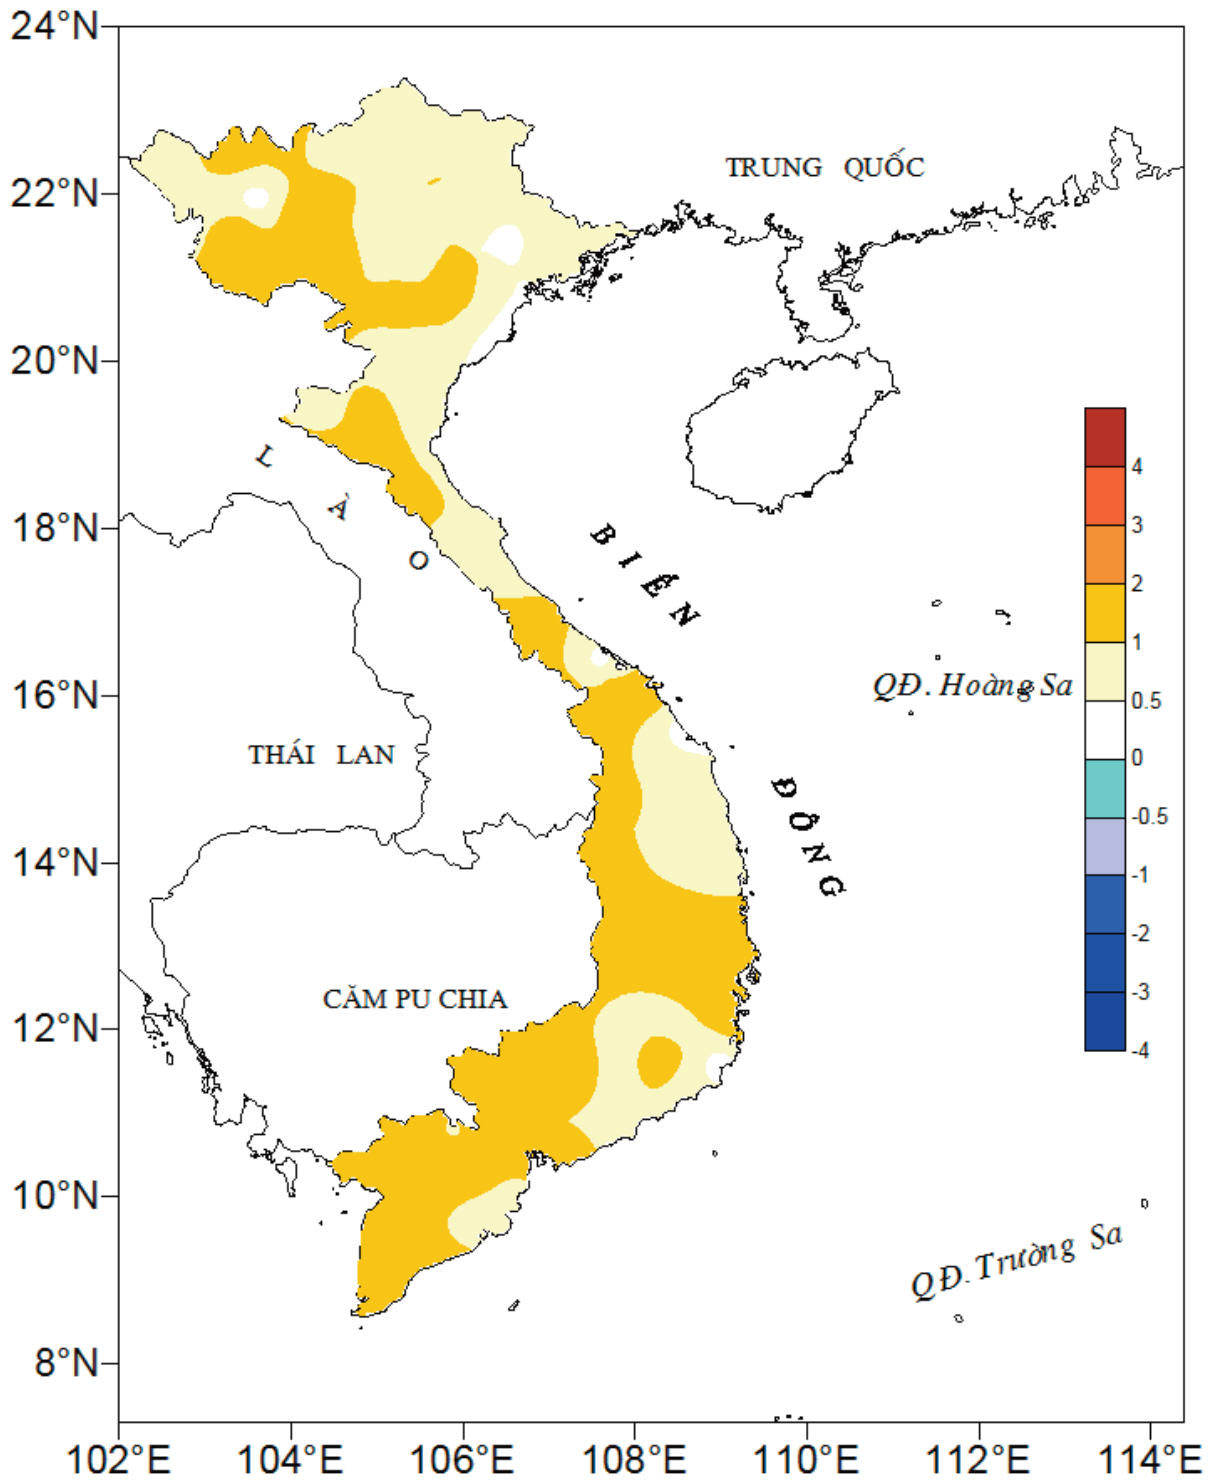 24°N
22°N
20°N
18°N
16°N
14°N
12°N
10°N
8°N
TRUNG QUỐC
LÀO
BIỂN ĐÔNG
QĐ. Hoàng Sa
THÁI LAN
CĂM PU CHIA
QĐ. Trường Sa
4
3
2
1
0.5
0
-0.5
-1
-2
-3
-4
102°E
104°E
106°E
108°E
110°E
112°E
114°E